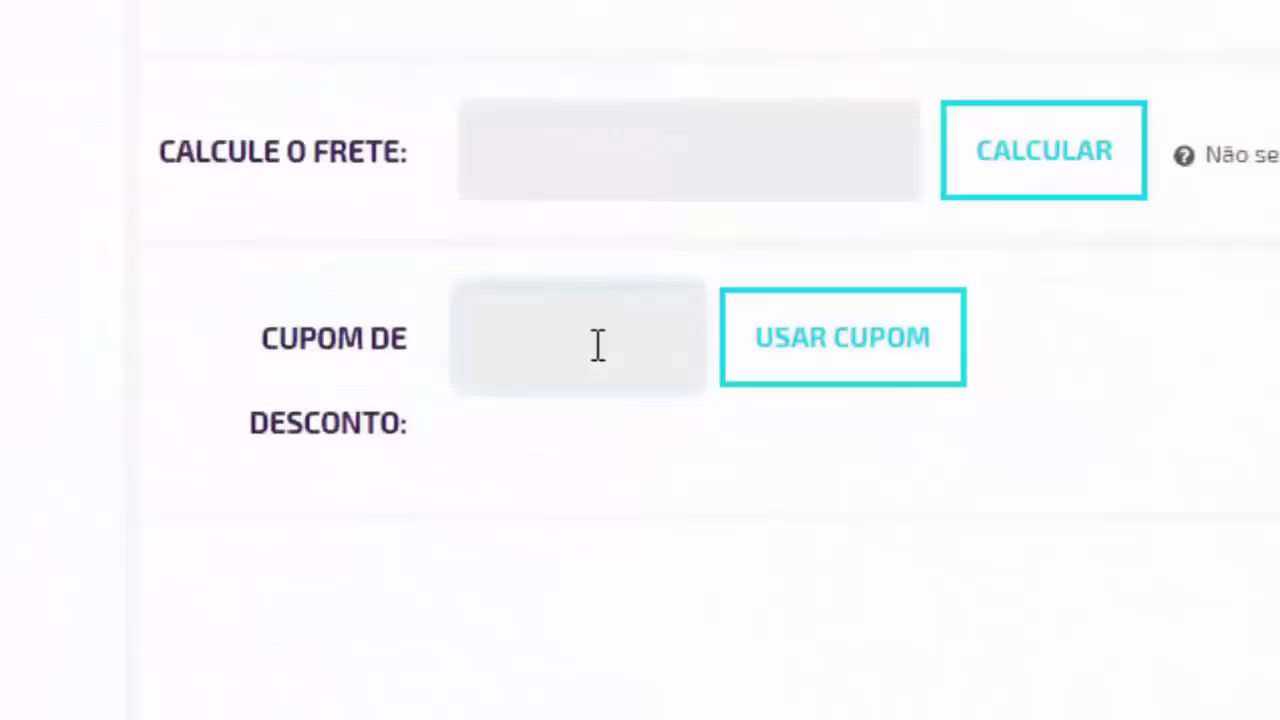 CALCULE O FRETE:
CALCULAR
Não se
CUPOM DE
USAR CUPOM
DESCONTO: